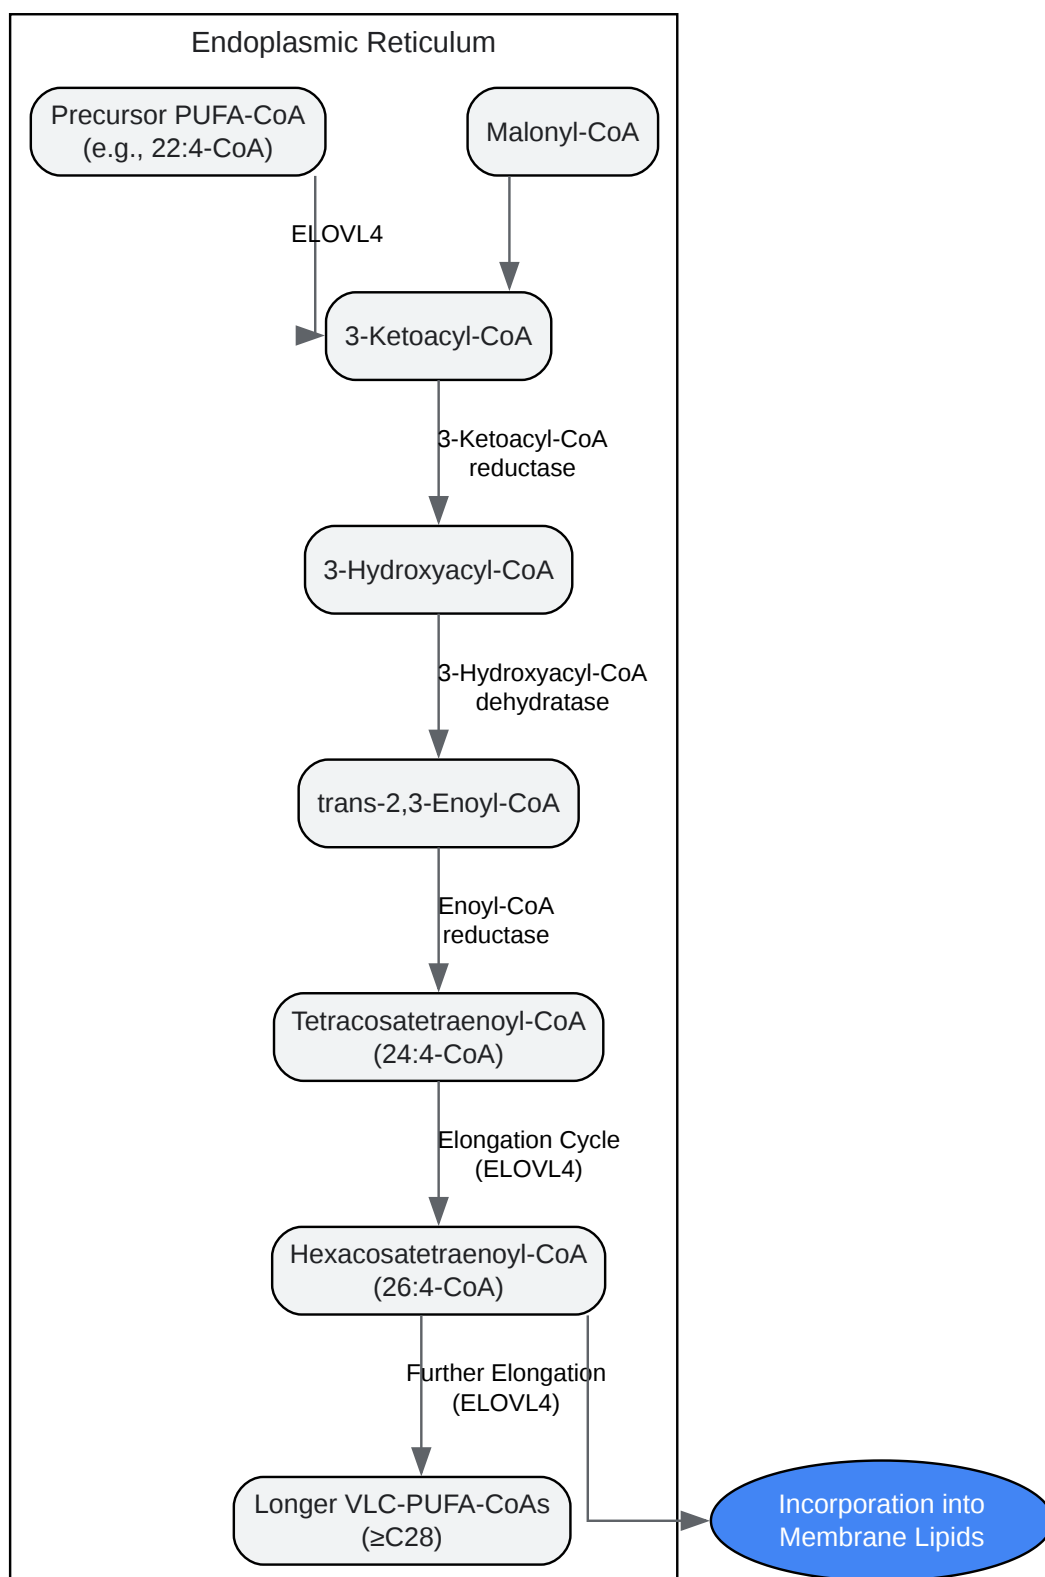 Endoplasmic Reticulum
Precursor PUFA-CoA
(e.g., 22:4-CoA)
Malonyl-CoA
ELOVL4
3-Ketoacyl-CoA
3-Ketoacyl-CoA
reductase
3-Hydroxyacyl-CoA
3-Hydroxyacyl-CoA
dehydratase
trans-2,3-Enoyl-CoA
Enoyl-CoA
reductase
Tetracosatetraenoyl-CoA
(24:4-CoA)
Elongation Cycle
(ELOVL4)
Hexacosatetraenoyl-CoA
(26:4-CoA)
Further Elongation
(ELOVL4)
Longer VLC-PUFA-CoAs
(≥C28)
Incorporation into
Membrane Lipids